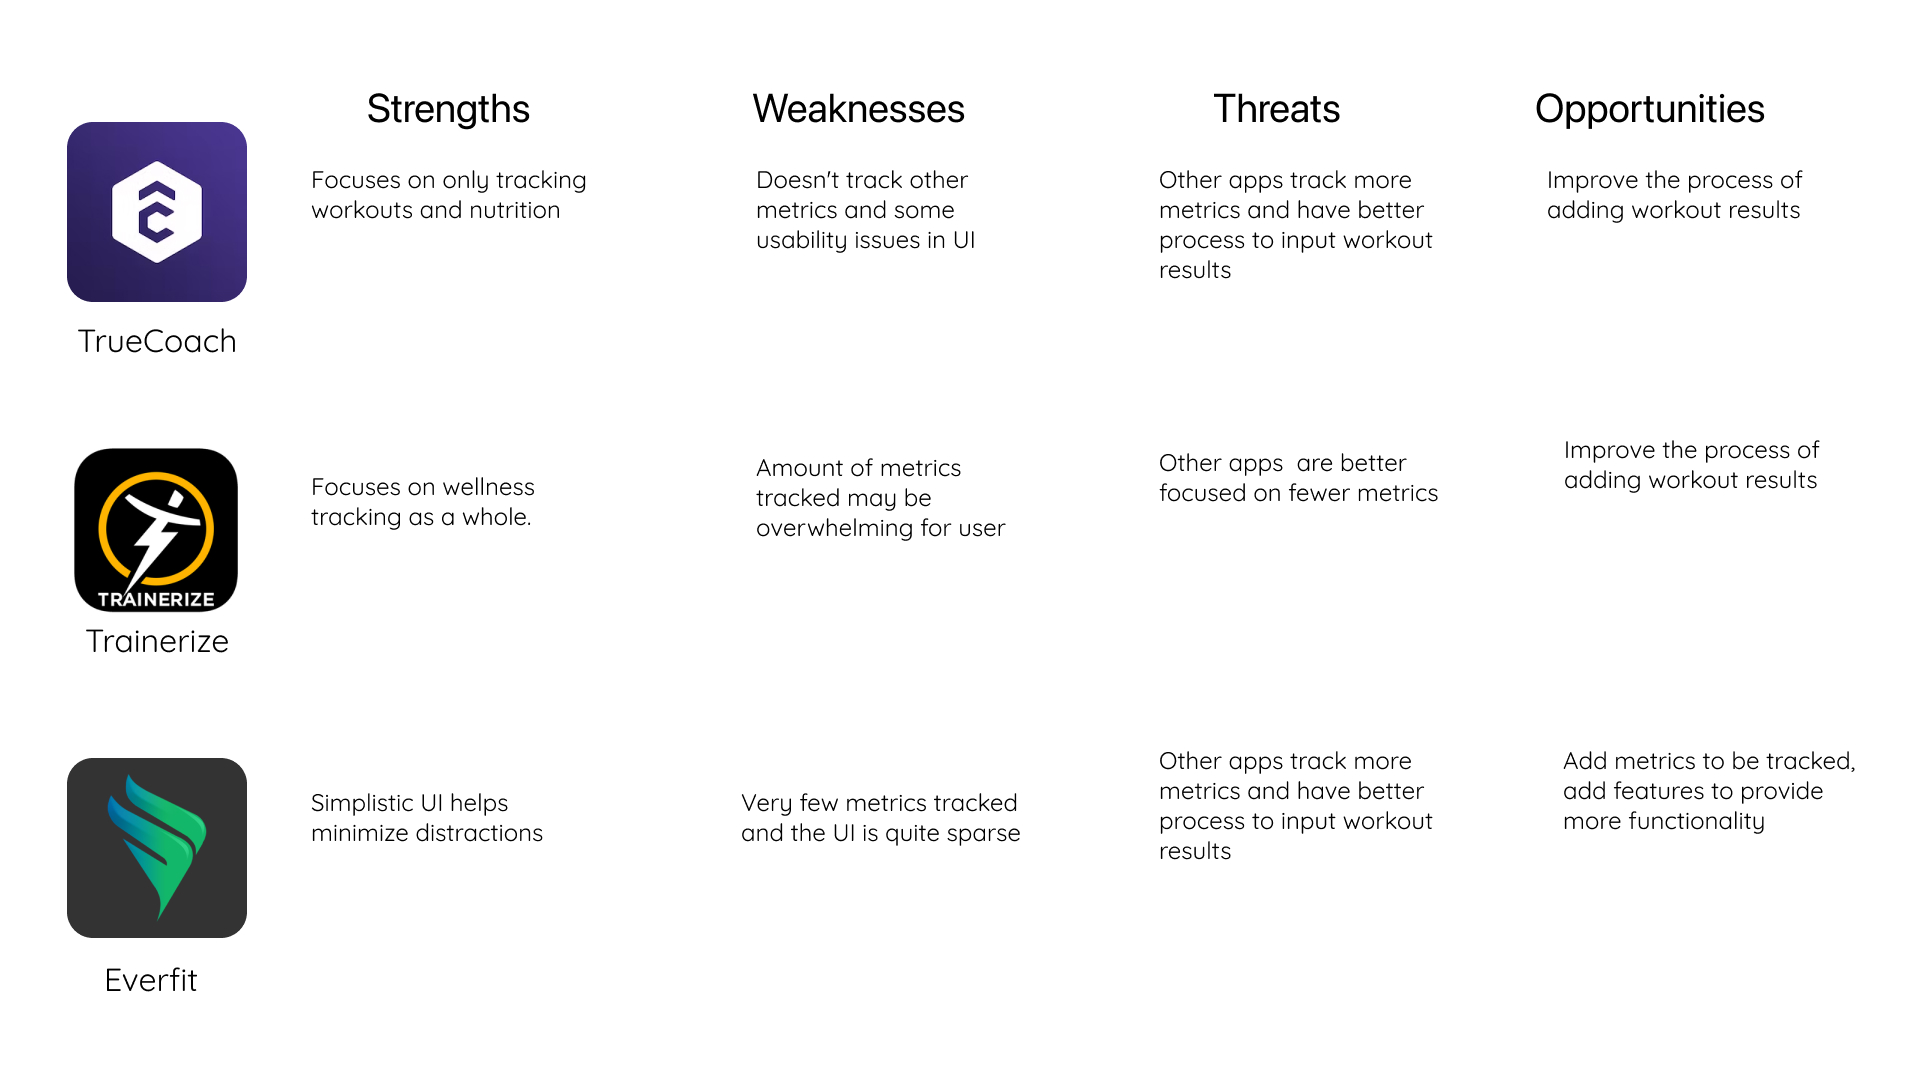 Strengths
Weaknesses
Threats
Opportunities
Focuses on only tracking
workouts and nutrition
Doesn't track other
metrics and some
usability issues in UI
Other apps track more
metrics and have better
process to input workout
results
Improve the process of
adding workout results
TrueCoach
Focuses on wellness
tracking as a whole.
Amount of metrics
tracked may be
overwhelming for user
Other apps  are better
focused on fewer metrics
Improve the process of
adding workout results
TRAINERIZE
Trainerize
Simplistic UI helps
minimize distractions
Very few metrics tracked
and the UI is quite sparse
Other apps track more
metrics and have better
process to input workout
results
Add metrics to be tracked,
add features to provide
more functionality
Everfit